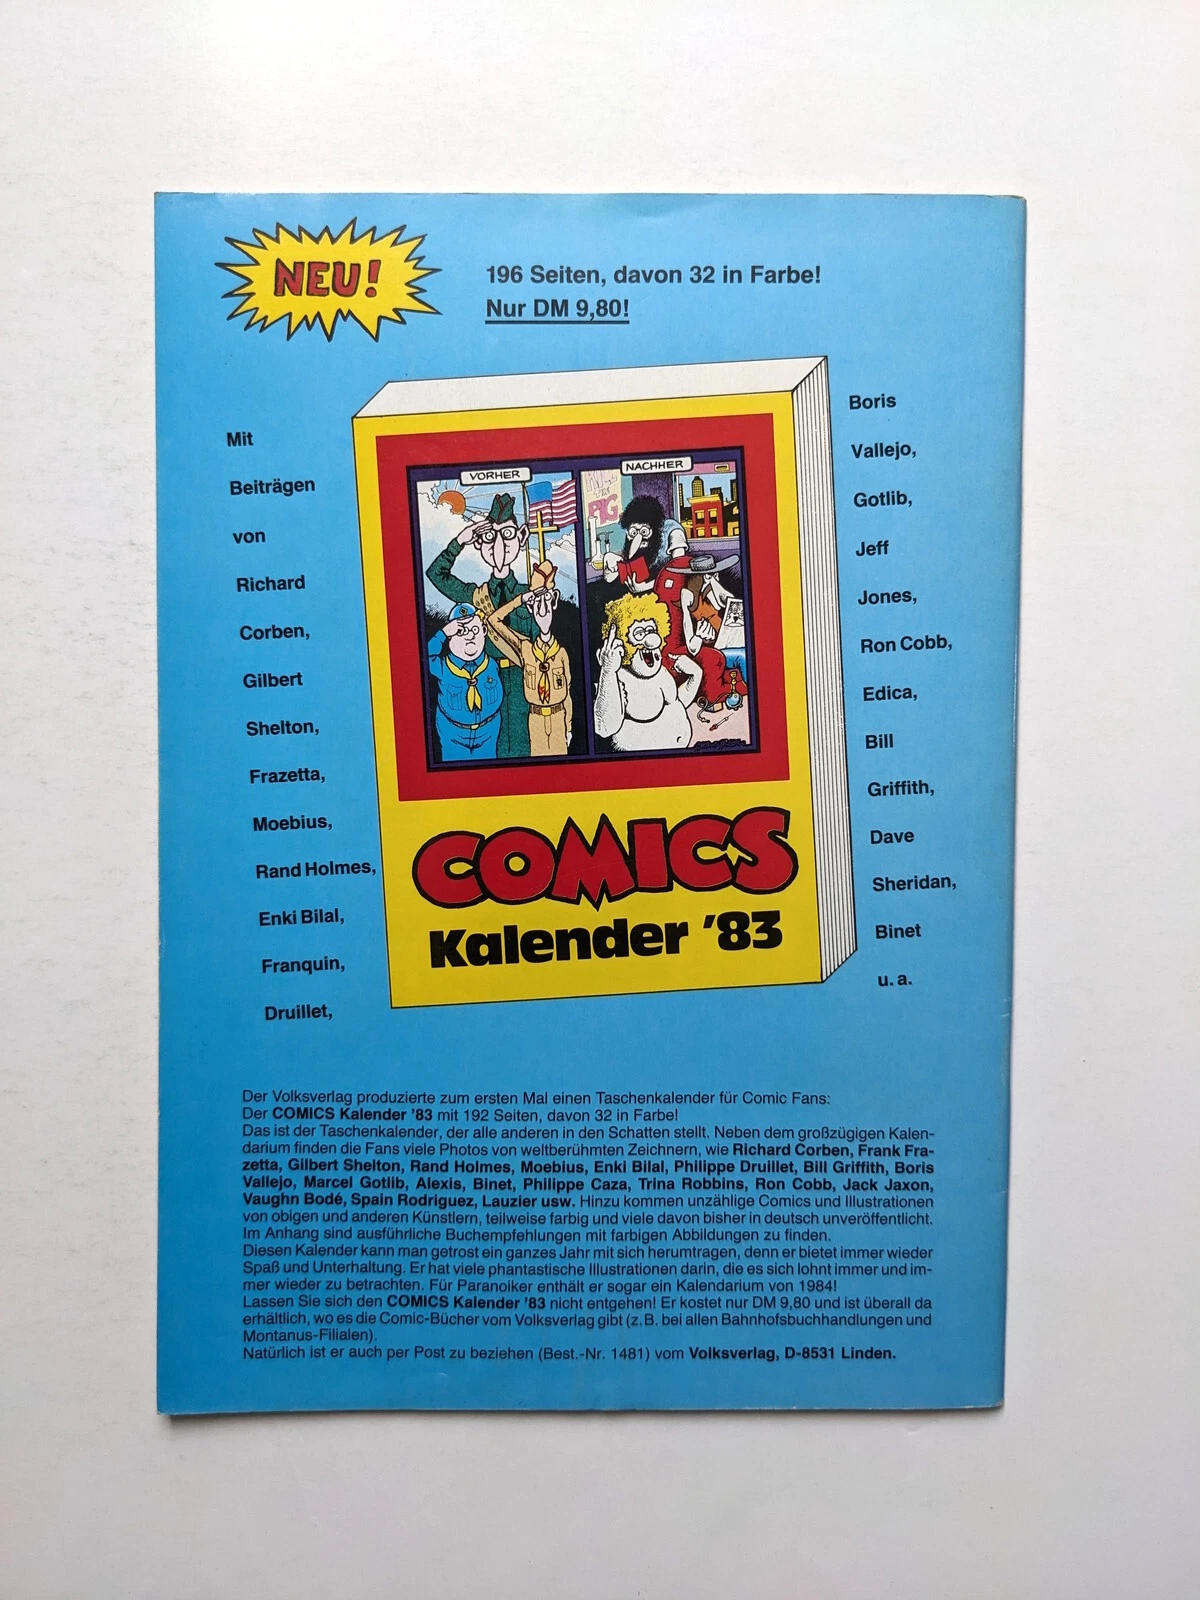 NEU!
196 Seiten, davon 32 in Farbe!
Nur DM 9,80!
Mit
Beiträgen
von
Richard
Corben,
Gilbert
Shelton,
Frazetta,
Moebius,
Rand Holmes,
Enki Bilal,
Franquin,
Druillet,
VORHER
NACHHER
PIG
COMICS
Kalender '83
Boris
Vallejo,
Gotlib,
Jeff
Jones,
Ron Cobb,
Edica,
Bill
Griffith,
Dave
Sheridan,
Binet
u. a.
Der Volksverlag produzierte zum ersten Mal einen Taschenkalender für Comic Fans:
Der COMICS Kalender '83 mit 192 Seiten, davon 32 in Farbe!
Das ist der Taschenkalender, der alle anderen in den Schatten stellt. Neben dem großzügigen Kalen-
darium finden die Fans viele Photos von weltberühmten Zeichnern, wie Richard Corben, Frank Fra-
zetta, Gilbert Shelton, Rand Holmes, Moebius, Enki Bilal, Philippe Druillet, Bill Griffith, Boris
Vallejo, Marcel Gotlib, Alexis, Binet, Philippe Caza, Trina Robbins, Ron Cobb, Jack Jaxon,
Vaughn Bodé, Spain Rodriguez, Lauzier usw. Hinzu kommen unzählige Comics und Illustrationen
von obigen und anderen Künstlern, teilweise farbig und viele davon bisher in deutsch unveröffentlicht.
Im Anhang sind ausführliche Buchempfehlungen mit farbigen Abbildungen zu finden.
Diesen Kalender kann man getrost ein ganzes Jahr mit sich herumtragen, denn er bietet immer wieder
Spaß und Unterhaltung. Er hat viele phantastische Illustrationen darin, die es sich lohnt immer und im-
mer wieder zu betrachten. Für Paranoiker enthält er sogar ein Kalendarium von 1984!
Lassen Sie sich den COMICS Kalender '83 nicht entgehen! Er kostet nur DM 9,80 und ist überall da
erhältlich, wo es die Comic-Bücher vom Volksverlag gibt (z. B. bei allen Bahnhofsbuchhandlungen und
Montanus-Filialen).
Natürlich ist er auch per Post zu beziehen (Best.-Nr. 1481) vom Volksverlag, D-8531 Linden.